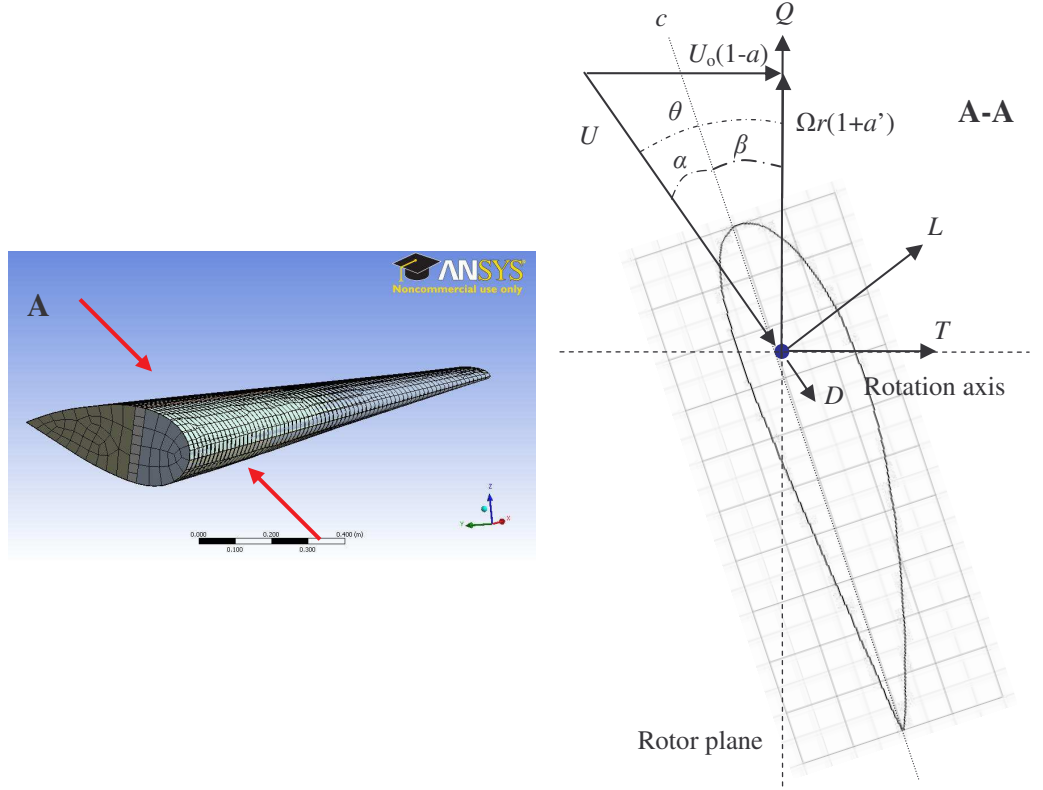 A
ANSYS
Noncommercial use only
0.000
0.200
0.400 (m)
0.100
0.300
Z
Y
X
c
Q
Uo(1-a)
A-A
θ
Ωr(1+a’)
U
α
β
L
T
D
Rotation axis
Rotor plane